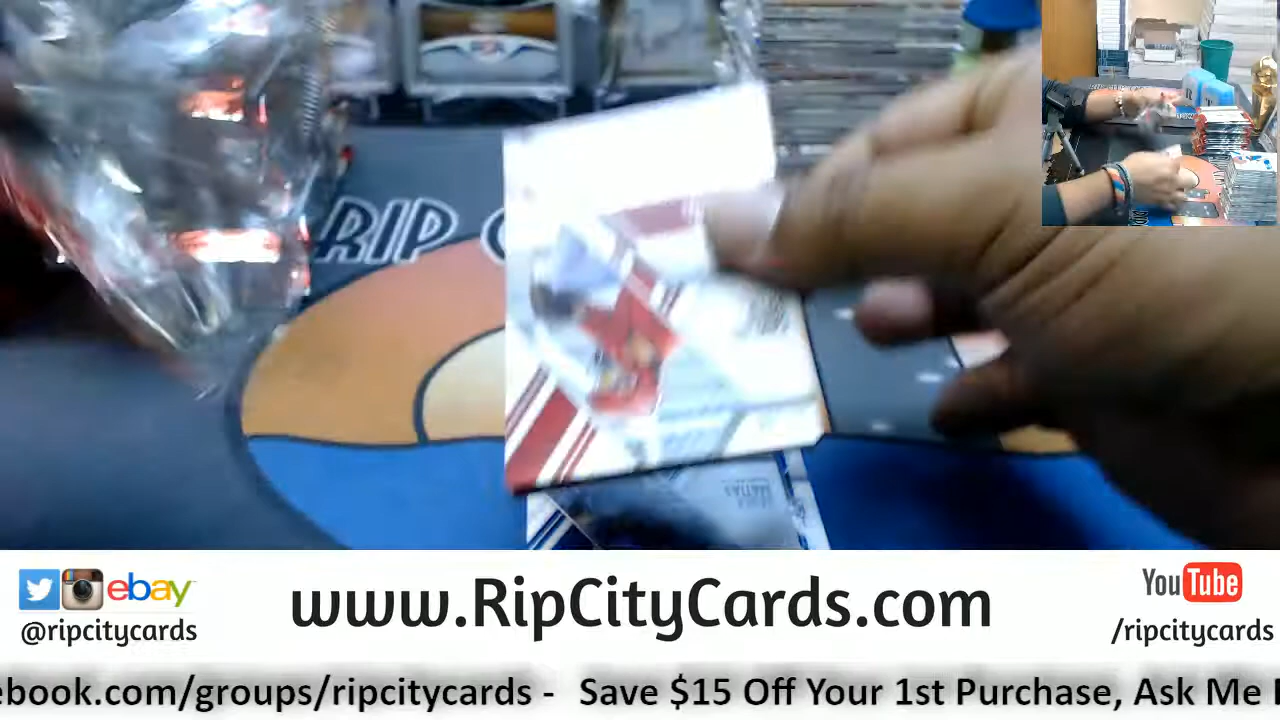 RIP C
ebay
@ripcitycards
www.RipCityCards.com
YouTube
/ripcitycards
ebook.com/groups/ripcitycards - Save $15 Off Your 1st Purchase, Ask Me